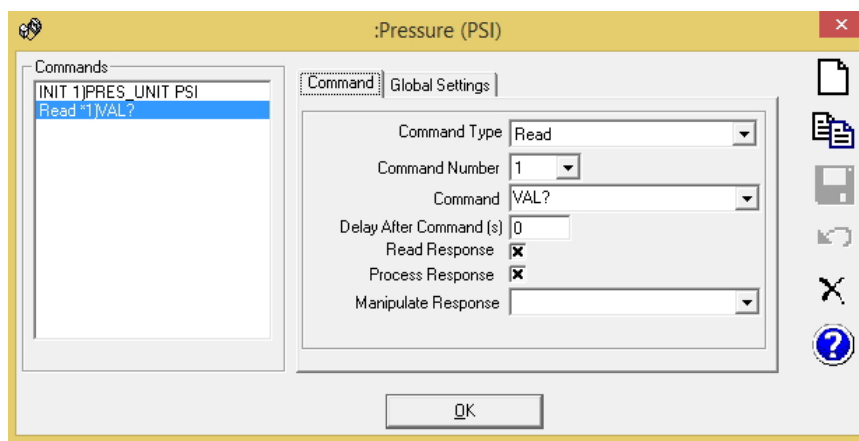 :Pressure (PSI)
Commands
INIT 1)PRES_UNIT PSI
Read *1)VAL?
Command
Global Settings
Command Type Read
Command Number 1
Command VAL?
Delay After Command (s) 0
Read Response
Process Response
Manipulate Response
OK